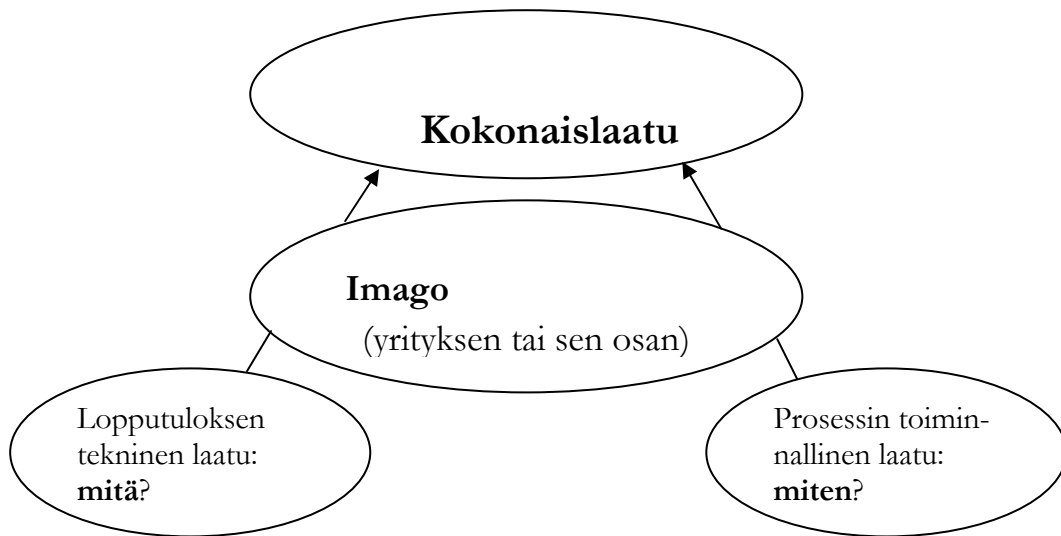 Kokonaislaatu
Imago
(yrityksen tai sen osan)
Lopputuloksen
tekninen laatu:
mitä?
Prosessin toimin-
nallinen laatu:
miten?